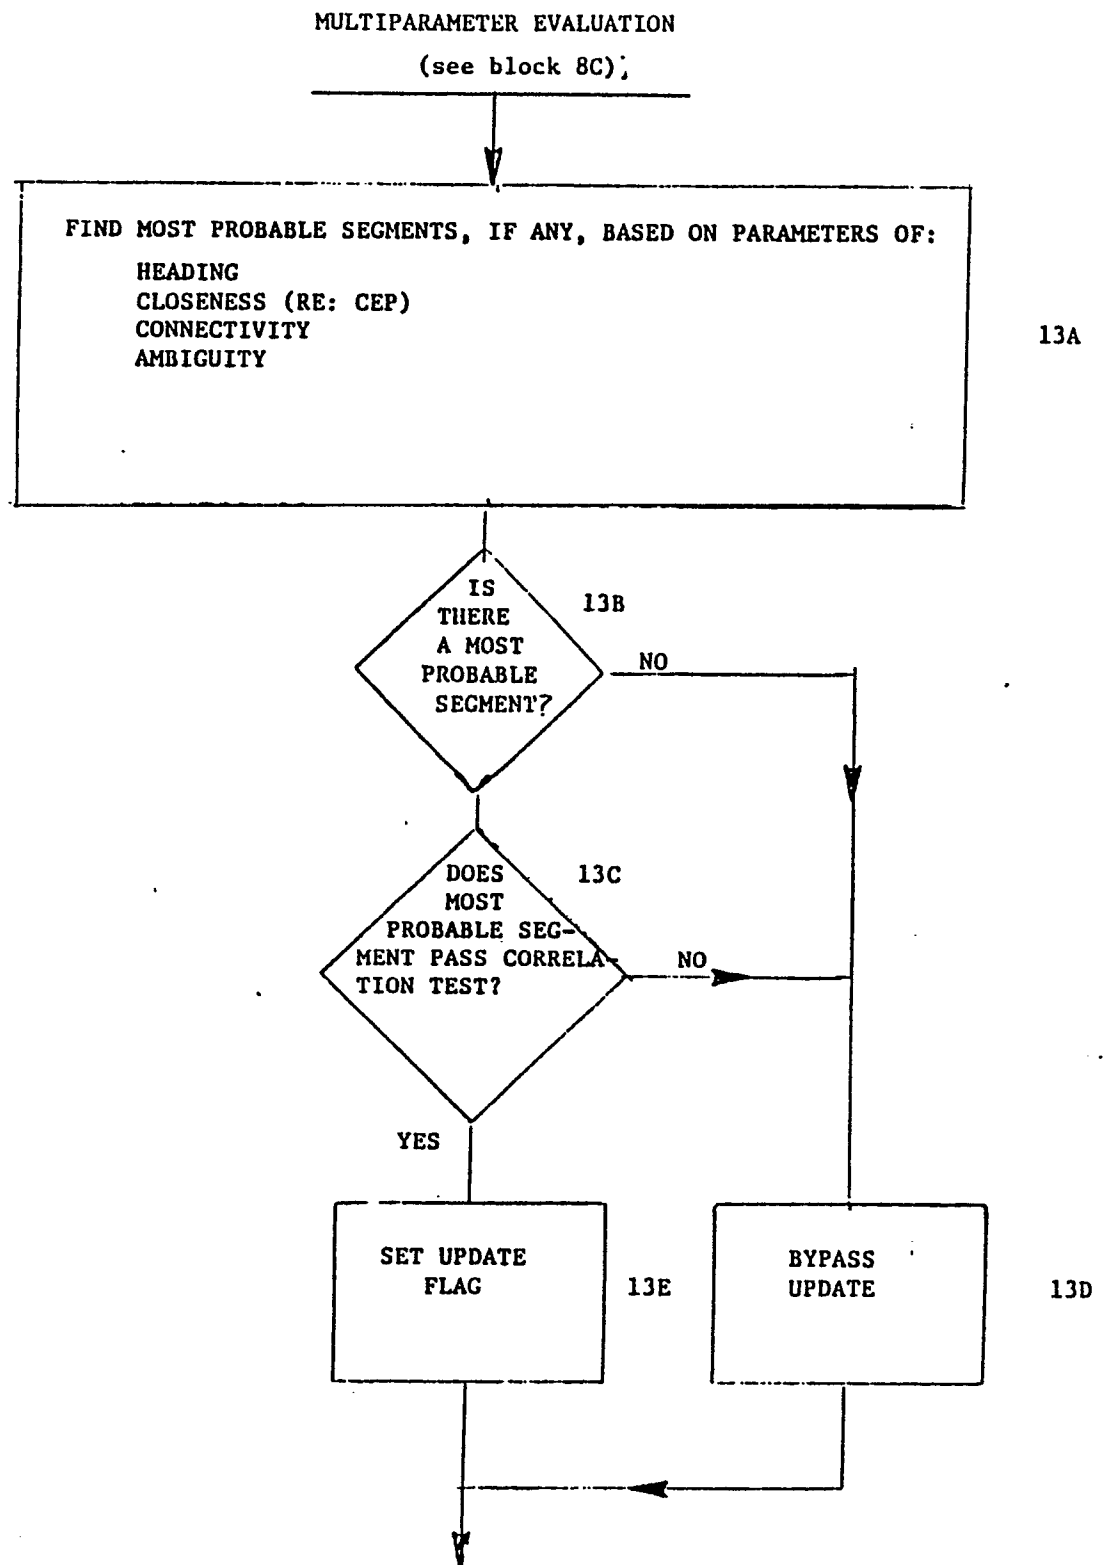 MULTIPARAMETER EVALUATION
(see block 8C);
FIND MOST PROBABLE SEGMENTS, IF ANY, BASED ON PARAMETERS OF:
HEADING
CLOSENESS (RE: CEP)
CONNECTIVITY
AMBIGUITY
13A
IS
THERE
A MOST
PROBABLE
SEGMENT?
13B
NO
DOES
MOST
PROBABLE SEG-
MENT PASS CORRELA-
TION TEST?
13C
NO
YES
SET UPDATE
FLAG
13E
BYPASS
UPDATE
13D